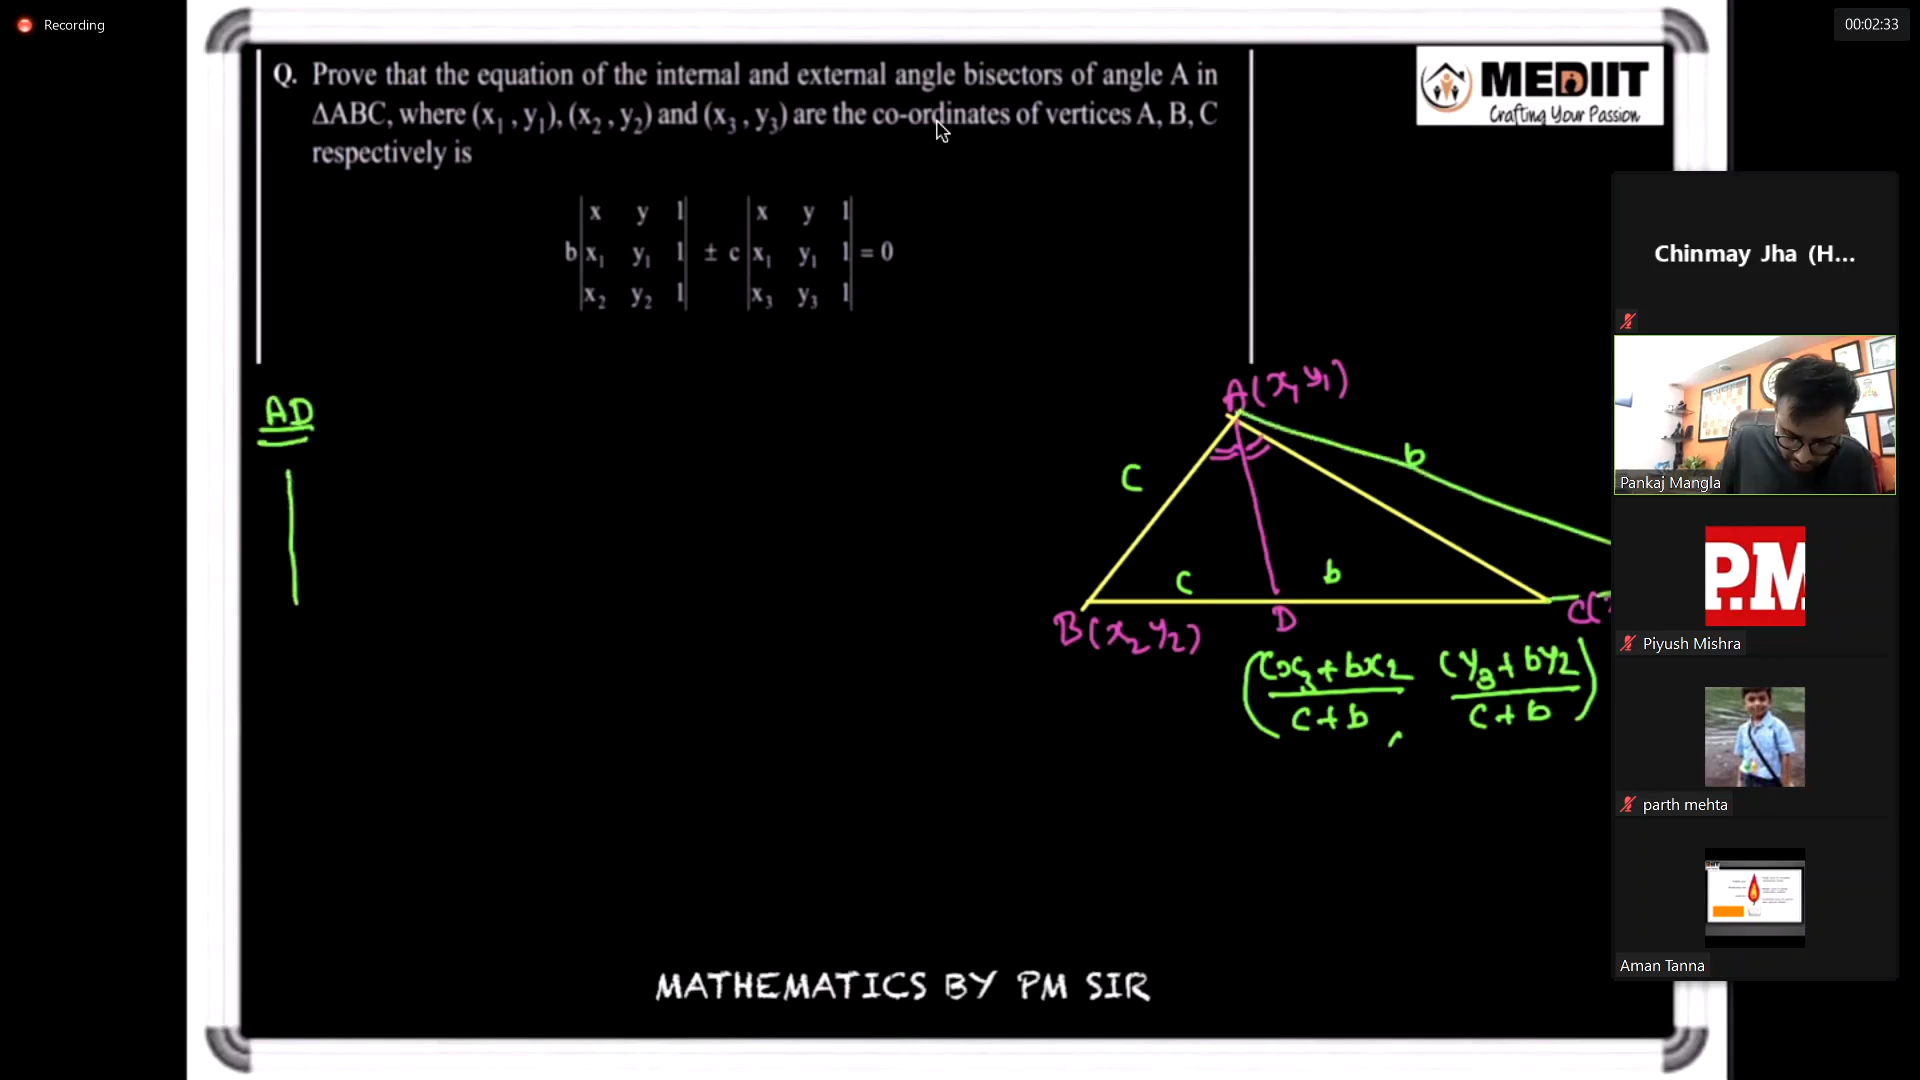 Recording
00:02:33
Q. Prove that the equation of the internal and external angle bisectors of angle A in
ΔABC, where (x₁ , y₁), (x₂ , y₂) and (x₃ , y₃) are the co-ordinates of vertices A, B, C
respectively is
x y 1 x y 1
b x₁ y₁ 1 ± c x₁ y₁ 1 = 0
x₂ y₂ 1 x₃ y₃ 1
MEDIIT
Crafting Your Passion
Chinmay Jha (H...
AD
A(x₁ y₁)
b
c
Pankaj Mangla
c b
B(x₂ y₂) D C(
(cx₃+bx₂ / c+b , cy₃+by₂ / c+b)
P.M
Piyush Mishra
parth mehta
Aman Tanna
MATHEMATICS BY PM SIR